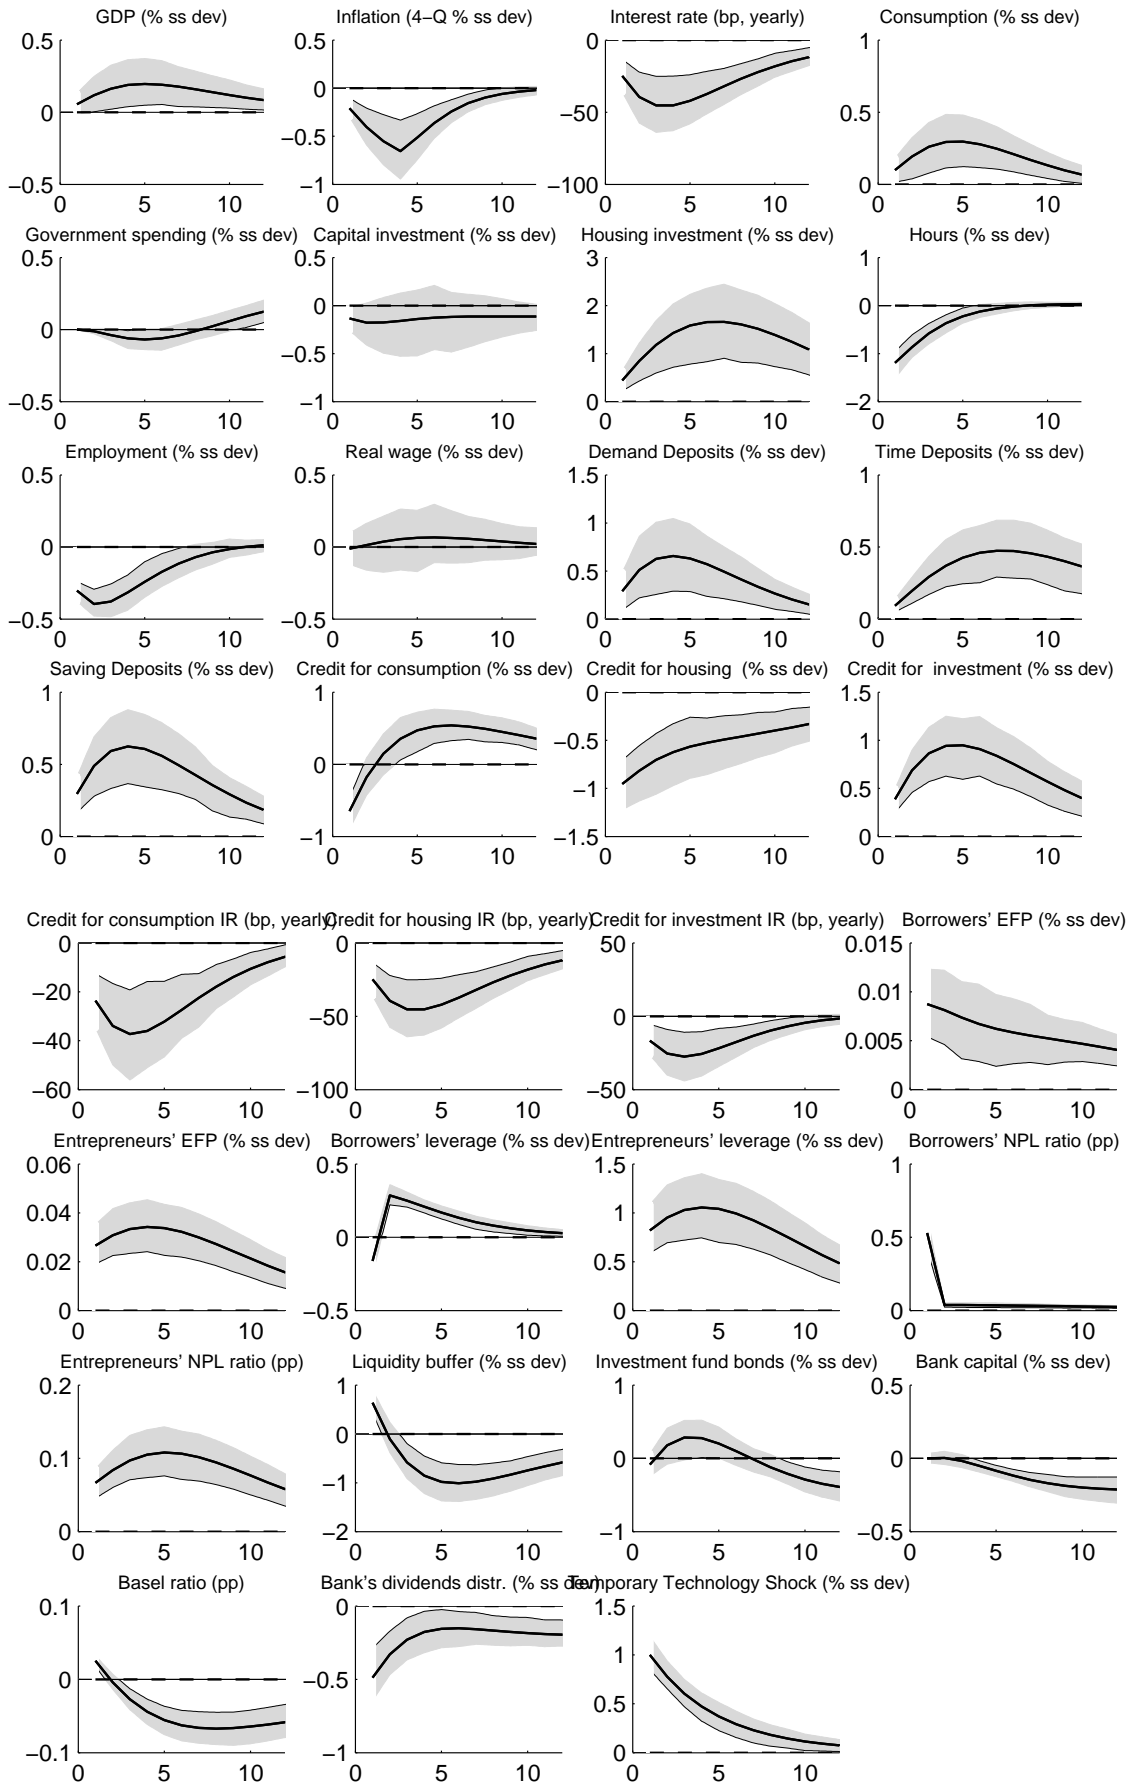 GDP (% ss dev) Inflation (4−Q % ss dev) Interest rate (bp, yearly) Consumption (% ss dev)
0.5 0.5 0 1
0 0 −50 0.5
−0.5 −0.5
−1 −100 0
0 5 10 0 5 10 0 5 10 0 5 10
Government spending (% ss dev) Capital investment (% ss dev) Housing investment (% ss dev) Hours (% ss dev)
0.5 0.5 3 1
0 0 2 0
−0.5 1 −1
−0.5 −1 0 −2
0 5 10 0 5 10 0 5 10 0 5 10
Employment (% ss dev) Real wage (% ss dev) Demand Deposits (% ss dev) Time Deposits (% ss dev)
0.5 0.5 1.5 1
1
0 0 0.5 0.5
−0.5 −0.5 0 0
0 5 10 0 5 10 0 5 10 0 5 10
Saving Deposits (% ss dev) Credit for consumption (% ss dev) Credit for housing (% ss dev) Credit for investment (% ss dev)
1 1 0 1.5
0.5 0 −0.5 1
−1 0.5
0 −1 −1.5 0
0 5 10 0 5 10 0 5 10 0 5 10
Credit for consumption IR (bp, yearly) Credit for housing IR (bp, yearly) Credit for investment IR (bp, yearly) Borrowers’ EFP (% ss dev)
0 0 50 0.015
−20 −50 0 0.01
−40 0.005
−60 −100 −50 0
0 5 10 0 5 10 0 5 10 0 5 10
Entrepreneurs’ EFP (% ss dev) Borrowers’ leverage (% ss dev) Entrepreneurs’ leverage (% ss dev) Borrowers’ NPL ratio (pp)
0.06 0.5 1.5 1
0.04 0 1 0.5
0.02 0.5
0 −0.5 0 0
0 5 10 0 5 10 0 5 10 0 5 10
Entrepreneurs’ NPL ratio (pp) Liquidity buffer (% ss dev) Investment fund bonds (% ss dev) Bank capital (% ss dev)
0.2 1 1 0.5
0.1 0 0 0
−1
0 −2 −1 −0.5
0 5 10 0 5 10 0 5 10 0 5 10
Basel ratio (pp) Bank’s dividends distr. (% ss dev) Temporary Technology Shock (% ss dev)
0.1 0 1.5
0 −0.5 1
0.5
−0.1 −1 0
0 5 10 0 5 10 0 5 10